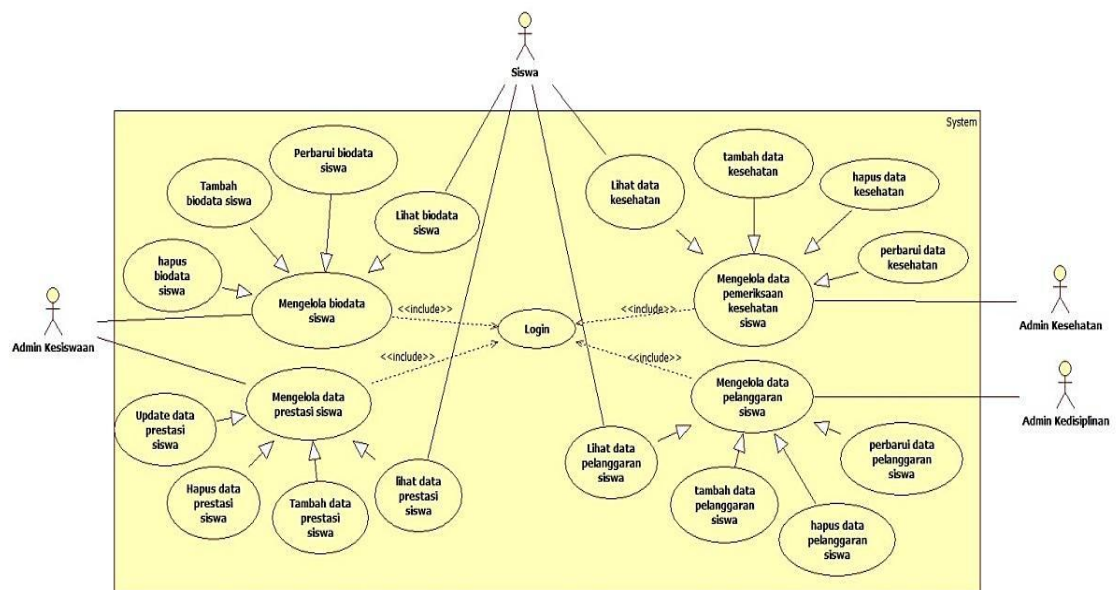 Siswa
System
Perbarui biodata
siswa
Tambah
biodata siswa
Lihat biodata
siswa
hapus
biodata
siswa
Mengelola biodata
siswa
Lihat data
kesehatan
tambah data
kesehatan
hapus data
kesehatan
perbarui data
kesehatan
Mengelola data
pemeriksaan
kesehatan
siswa
<<include>>
<<include>>
Login
<<include>>
<<include>>
Admin Kesiswaan
Admin Kesehatan
Admin Kedisiplinan
Mengelola data
prestasi siswa
Update data
prestasi
siswa
Hapus data
prestasi
siswa
Tambah data
prestasi
siswa
lihat data
prestasi
siswa
Mengelola data
pelanggaran
siswa
Lihat data
pelanggaran
siswa
tambah data
pelanggaran
siswa
hapus data
pelanggaran
siswa
perbarui data
pelanggaran
siswa